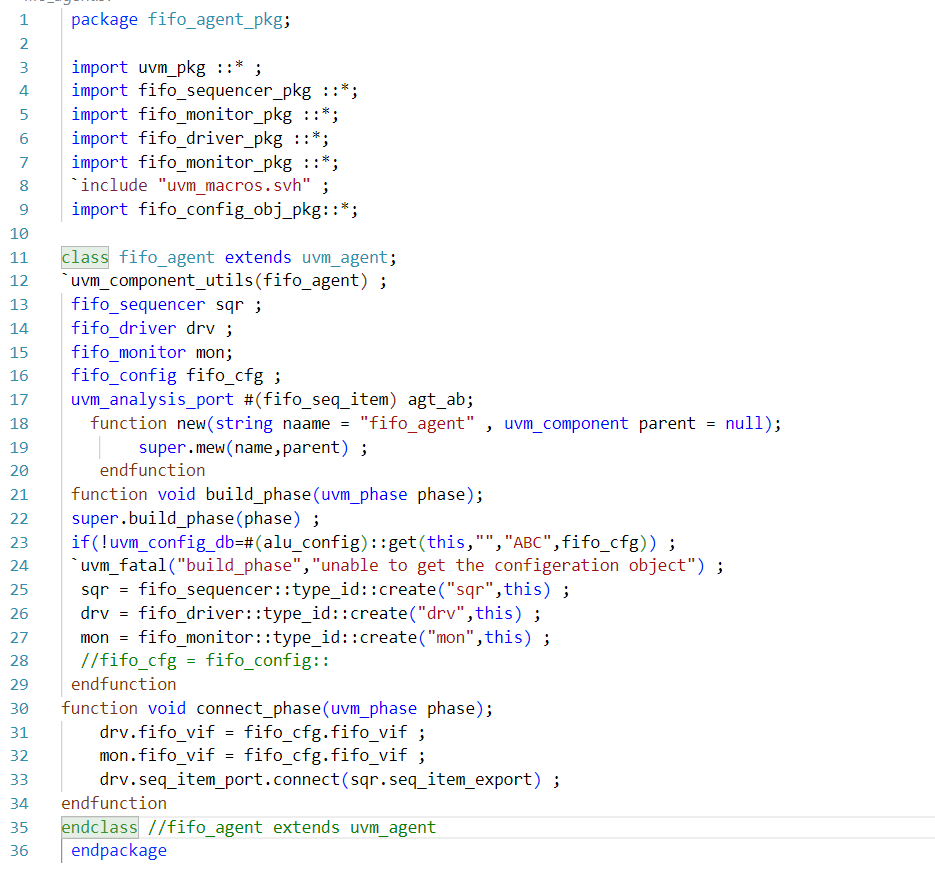 1 package fifo_agent_pkg;
2
3 import uvm_pkg ::* ;
4 import fifo_sequencer_pkg ::*;
5 import fifo_monitor_pkg ::*;
6 import fifo_driver_pkg ::*;
7 import fifo_monitor_pkg ::*;
8 `include "uvm_macros.svh" ;
9 import fifo_config_obj_pkg::*;
10
11 class fifo_agent extends uvm_agent;
12 `uvm_component_utils(fifo_agent) ;
13 fifo_sequencer sqr ;
14 fifo_driver drv ;
15 fifo_monitor mon;
16 fifo_config fifo_cfg ;
17 uvm_analysis_port #(fifo_seq_item) agt_ab;
18 function new(string naame = "fifo_agent" , uvm_component parent = null);
19 super.mew(name,parent) ;
20 endfunction
21 function void build_phase(uvm_phase phase);
22 super.build_phase(phase) ;
23 if(!uvm_config_db=#(alu_config)::get(this,"","ABC",fifo_cfg)) ;
24 `uvm_fatal("build_phase","unable to get the configeration object") ;
25 sqr = fifo_sequencer::type_id::create("sqr",this) ;
26 drv = fifo_driver::type_id::create("drv",this) ;
27 mon = fifo_monitor::type_id::create("mon",this) ;
28 //fifo_cfg = fifo_config::
29 endfunction
30 function void connect_phase(uvm_phase phase);
31 drv.fifo_vif = fifo_cfg.fifo_vif ;
32 mon.fifo_vif = fifo_cfg.fifo_vif ;
33 drv.seq_item_port.connect(sqr.seq_item_export) ;
34 endfunction
35 endclass //fifo_agent extends uvm_agent
36 endpackage